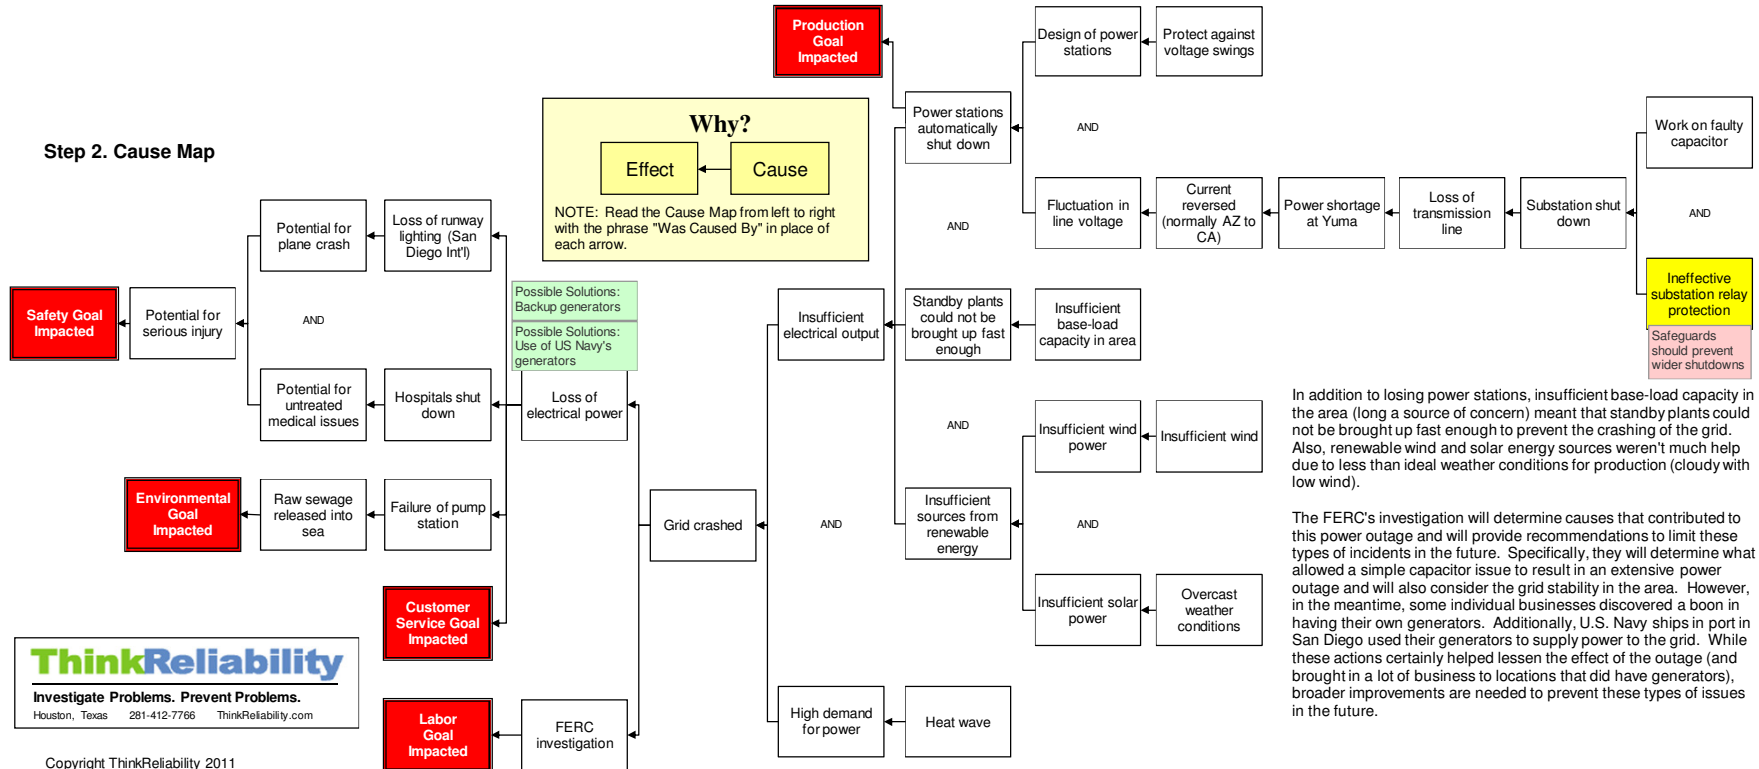 Step 2. Cause Map
Production
Goal
Impacted
Design of power
stations
Protect against
voltage swings
Why?
Effect
Cause
NOTE:  Read the Cause Map from left to right
with the phrase "Was Caused By" in place of
each arrow.
Power stations
automatically
shut down
AND
Work on faulty
capacitor
Potential for
plane crash
Loss of runway
lighting (San
Diego Int'l)
AND
Fluctuation in
line voltage
Current
reversed
(normally AZ to
CA)
Power shortage
at Yuma
Loss of
transmission
line
Substation shut
down
AND
Ineffective
substation relay
protection
Safeguards
should prevent
wider shutdowns
Safety Goal
Impacted
Potential for
serious injury
AND
Possible Solutions:
Backup generators
Possible Solutions:
Use of US Navy's
generators
Insufficient
electrical output
Standby plants
could not be
brought up fast
enough
Insufficient
base-load
capacity in area
Potential for
untreated
medical issues
Hospitals shut
down
Loss of
electrical power
AND
Insufficient wind
power
Insufficient wind
Environmental
Goal
Impacted
Raw sewage
released into
sea
Failure of pump
station
Grid crashed
AND
Insufficient
sources from
renewable
energy
AND
Customer
Service Goal
Impacted
Insufficient solar
power
Overcast
weather
conditions
Labor
Goal
Impacted
FERC
investigation
High demand
for power
Heat wave
In addition to losing power stations, insufficient base-load capacity in
the area (long a source of concern) meant that standby plants could
not be brought up fast enough to prevent the crashing of the grid.
Also, renewable wind and solar energy sources weren't much help
due to less than ideal weather conditions for production (cloudy with
low wind).
The FERC's investigation will determine causes that contributed to
this power outage and will provide recommendations to limit these
types of incidents in the future.  Specifically, they will determine what
allowed a simple capacitor issue to result in an extensive power
outage and will also consider the grid stability in the area.  However,
in the meantime, some individual businesses discovered a boon in
having their own generators.  Additionally, U.S. Navy ships in port in
San Diego used their generators to supply power to the grid.  While
these actions certainly helped lessen the effect of the outage (and
brought in a lot of business to locations that did have generators),
broader improvements are needed to prevent these types of issues
in the future.
ThinkReliability
Investigate Problems. Prevent Problems.
Houston, Texas    281-412-7766    ThinkReliability.com
Copyright ThinkReliability 2011